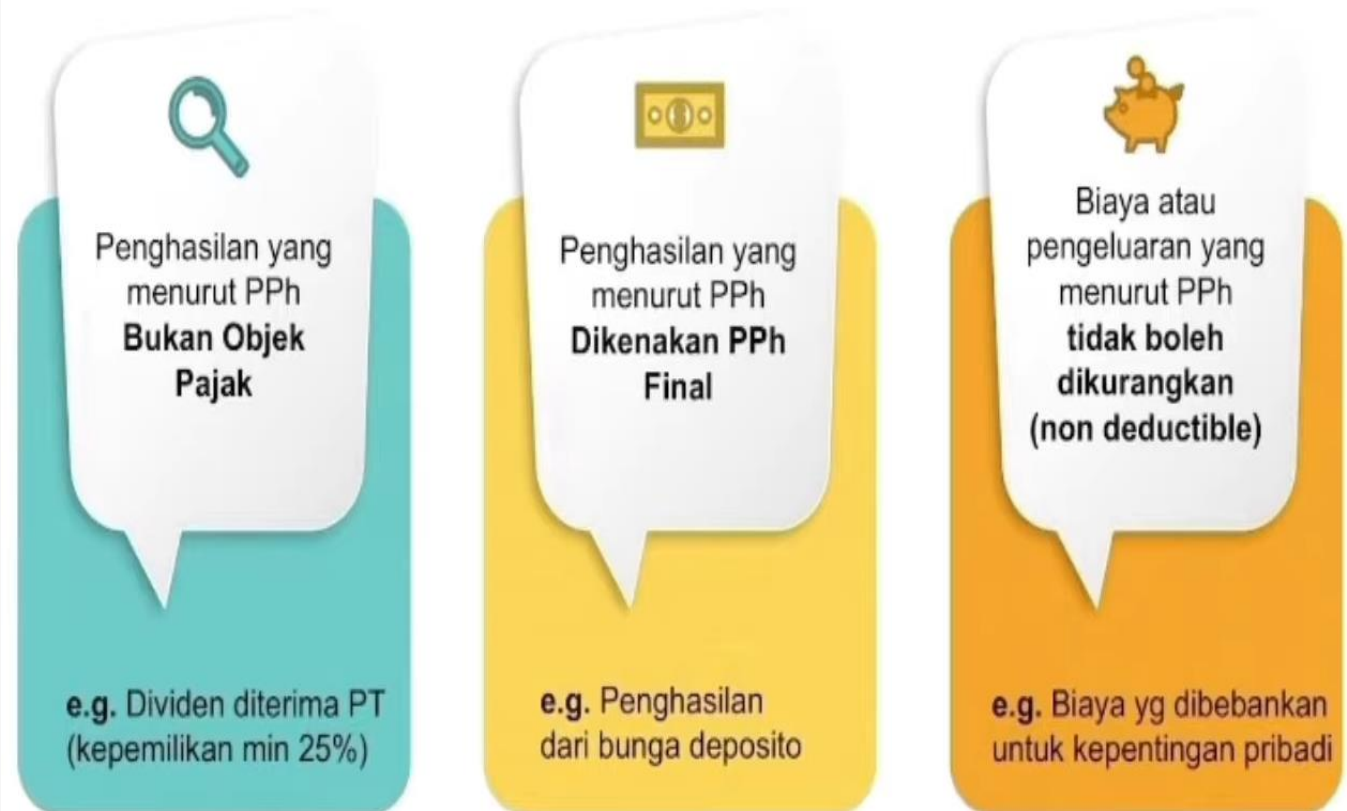 Penghasilan yang
menurut PPh
Bukan Objek
Pajak
e.g. Dividen diterima PT
(kepemilikan min 25%)
Penghasilan yang
menurut PPh
Dikenakan PPh
Final
e.g. Penghasilan
dari bunga deposito
Biaya atau
pengeluaran yang
menurut PPh
tidak boleh
dikurangkan
(non deductible)
e.g. Biaya yg dibebankan
untuk kepentingan pribadi